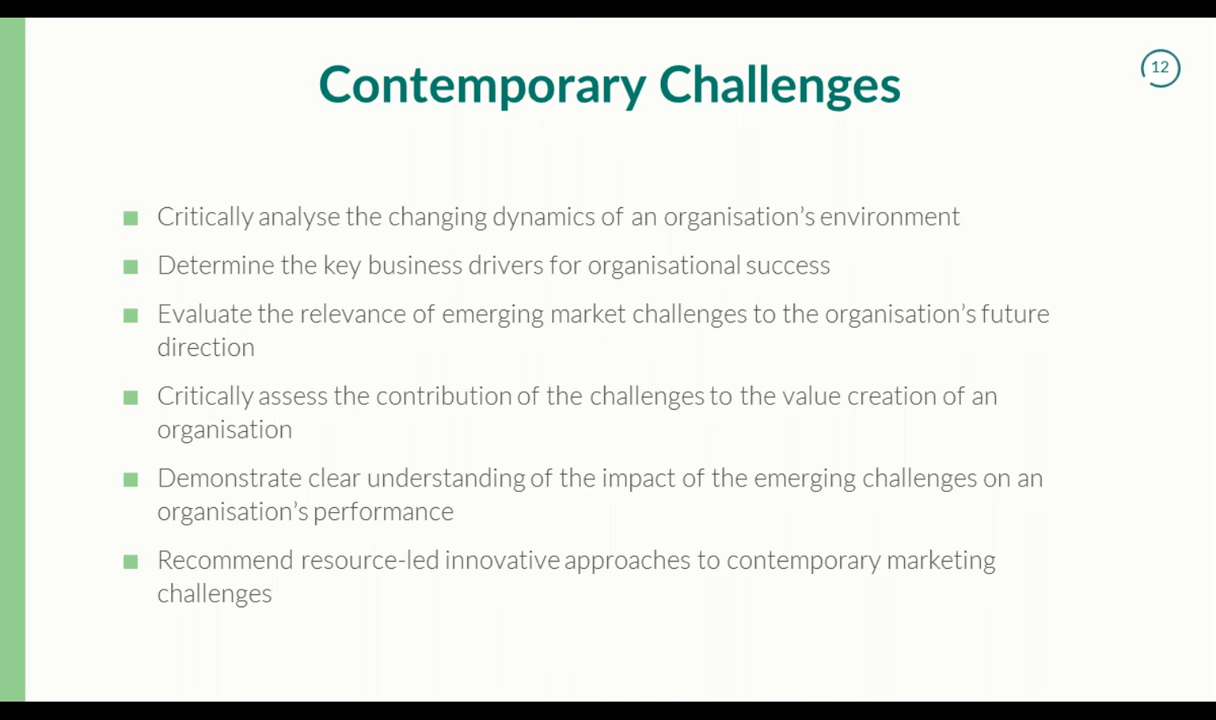 Contemporary Challenges
12
Critically analyse the changing dynamics of an organisation’s environment
Determine the key business drivers for organisational success
Evaluate the relevance of emerging market challenges to the organisation’s future
direction
Critically assess the contribution of the challenges to the value creation of an
organisation
Demonstrate clear understanding of the impact of the emerging challenges on an
organisation’s performance
Recommend resource-led innovative approaches to contemporary marketing
challenges